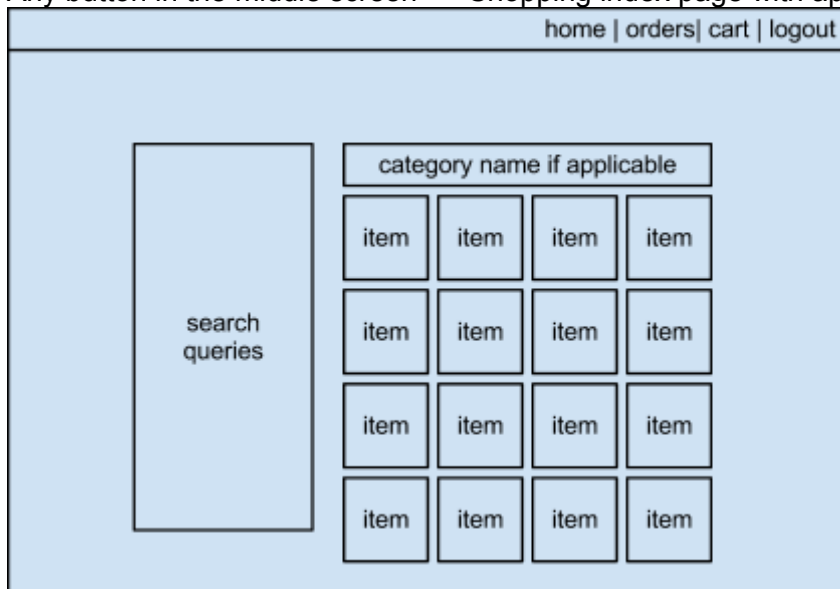 home | orders| cart | logout
category name if applicable
item item item item
search
queries
item item item item
item item item item
item item item item